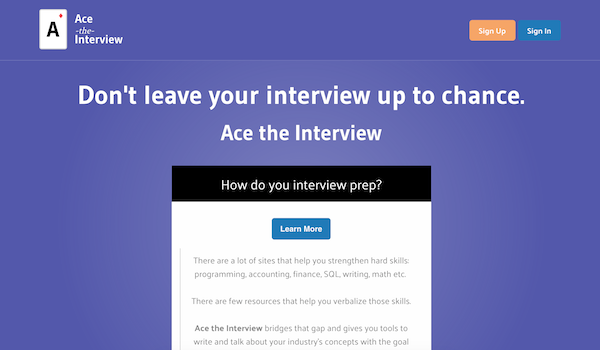 A
Ace
-the-
Interview
Sign Up
Sign In
Don't leave your interview up to chance.
Ace the Interview
How do you interview prep?
Learn More
There are a lot of sites that help you strengthen hard skills:
programming, accounting, finance, SQL, writing, math etc.
There are few resources that help you verbalize those skills.
Ace the Interview bridges that gap and gives you tools to
write and talk about your industry's concepts with the goal